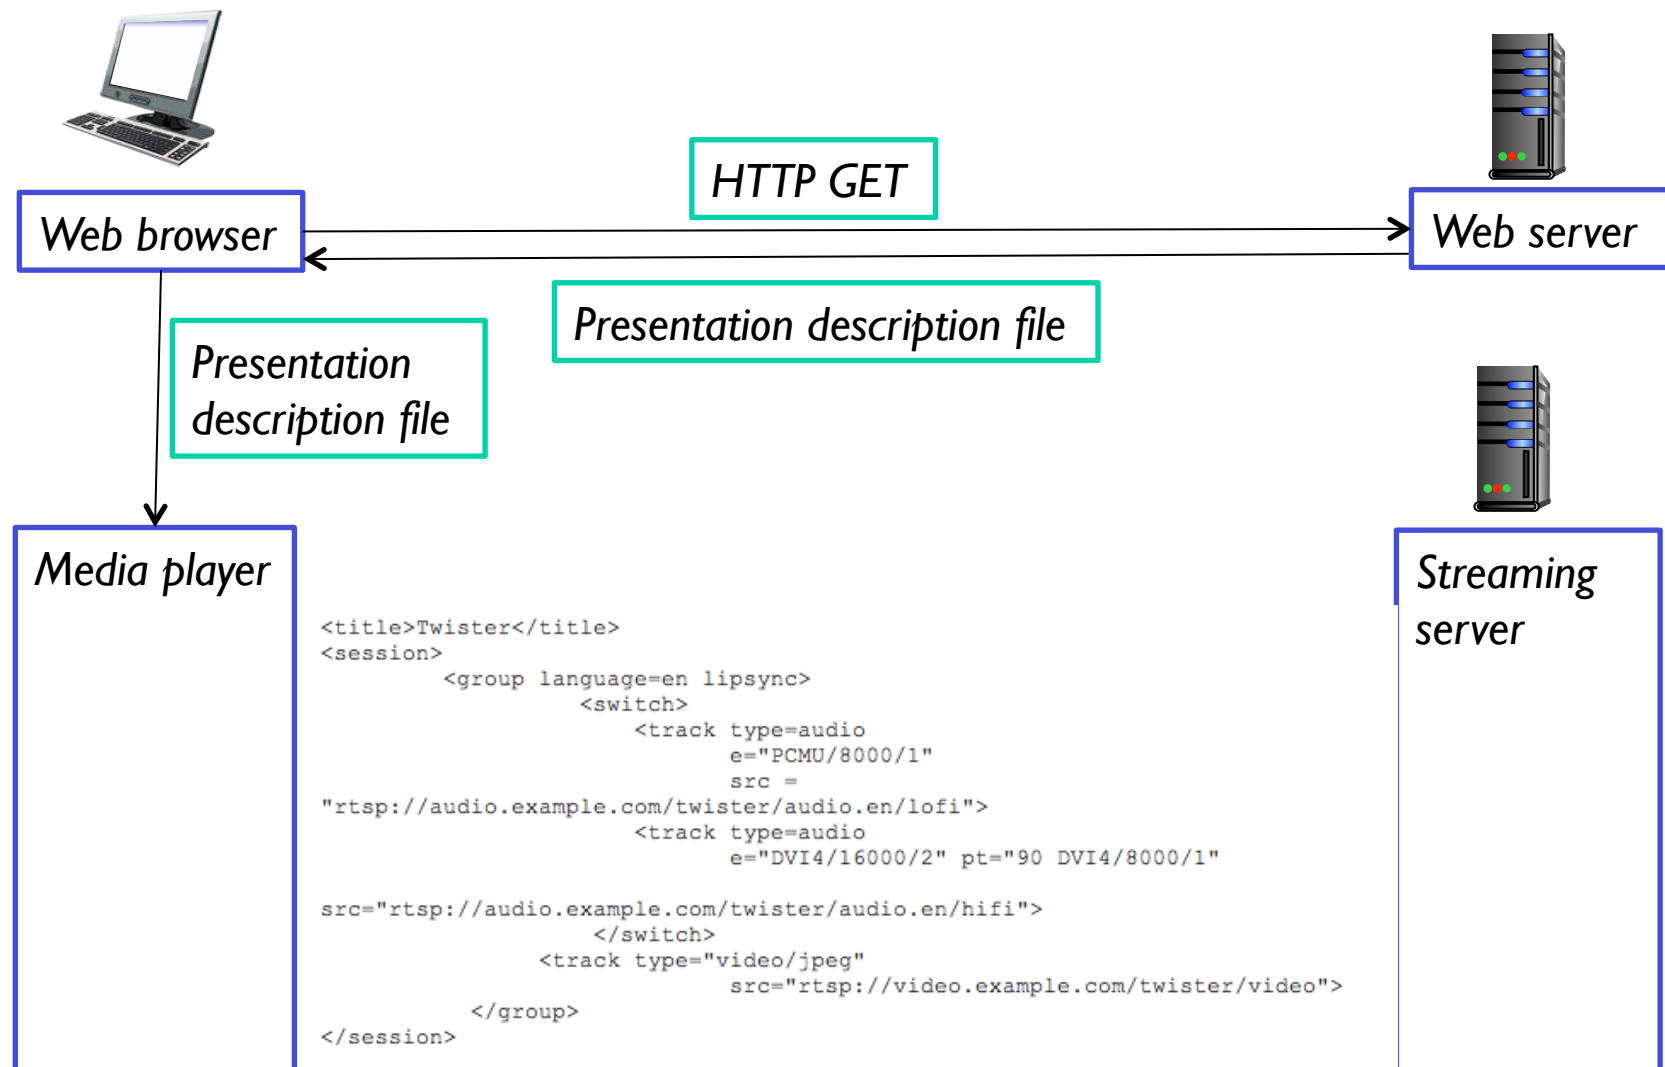 HTTP GET
Web browser
Web server
Presentation description file
Presentation
description file
Media player
Streaming
server
<title>Twister</title>
<session>
<group language=en lipsync>
<switch>
<track type=audio
e="PCMU/8000/1"
src =
"rtsp://audio.example.com/twister/audio.en/lofi">
<track type=audio
e="DVI4/16000/2" pt="90 DVI4/8000/1"
src="rtsp://audio.example.com/twister/audio.en/hifi">
</switch>
<track type="video/jpeg"
src="rtsp://video.example.com/twister/video">
</group>
</session>